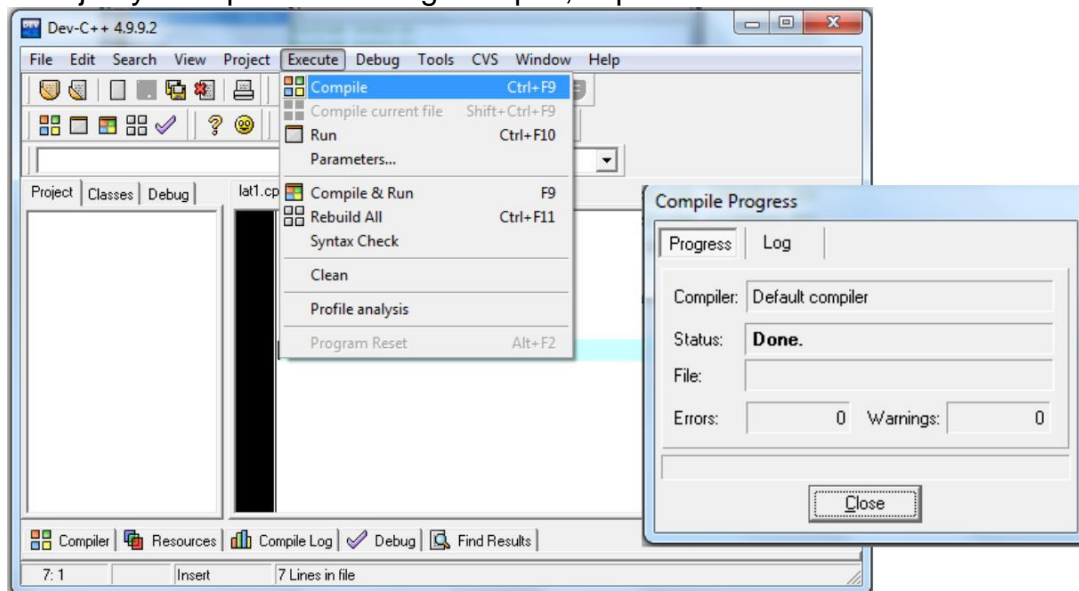 Dev-C++ 4.9.9.2
File Edit Search View Project Execute Debug Tools CVS Window Help
Compile Ctrl+F9
Compile current file Shift+Ctrl+F9
Run Ctrl+F10
Parameters...
Project Classes Debug lat1.cp
Compile & Run F9
Rebuild All Ctrl+F11
Syntax Check
Clean
Profile analysis
Program Reset Alt+F2
Compile Progress
Progress Log
Compiler: Default compiler
Status: Done.
File:
Errors: 0 Warnings: 0
Close
Compiler Resources Compile Log Debug Find Results
7: 1 Insert 7 Lines in file